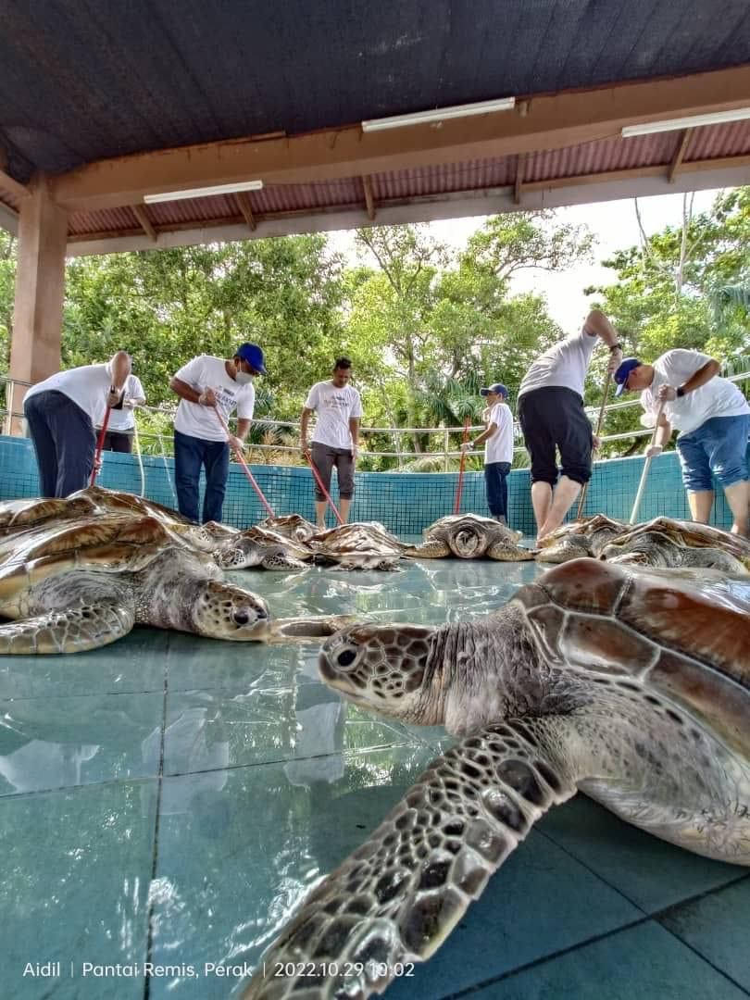 Aidil | Pantai Remis, Perak | 2022.10.29 10:02